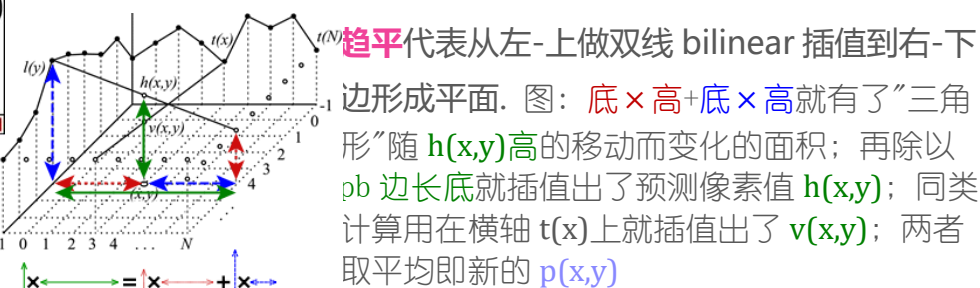 趋平代表从左-上做双线 bilinear 插值到右-下
边形成平面. 图：底×高+底×高就有了"三角
形"随 h(x,y)高的移动而变化的面积；再除以
pb 边长底就插值出了预测像素值 h(x,y)；同类
计算用在横轴 t(x)上就插值出了 v(x,y)；两者
取平均即新的 p(x,y)
t(N)
t(x)
l(y)
h(x,y)
v(x,y)
(x,y)
-1
0
1
2
3
4
1 0 1 2 3 4 ... N
×=×+×